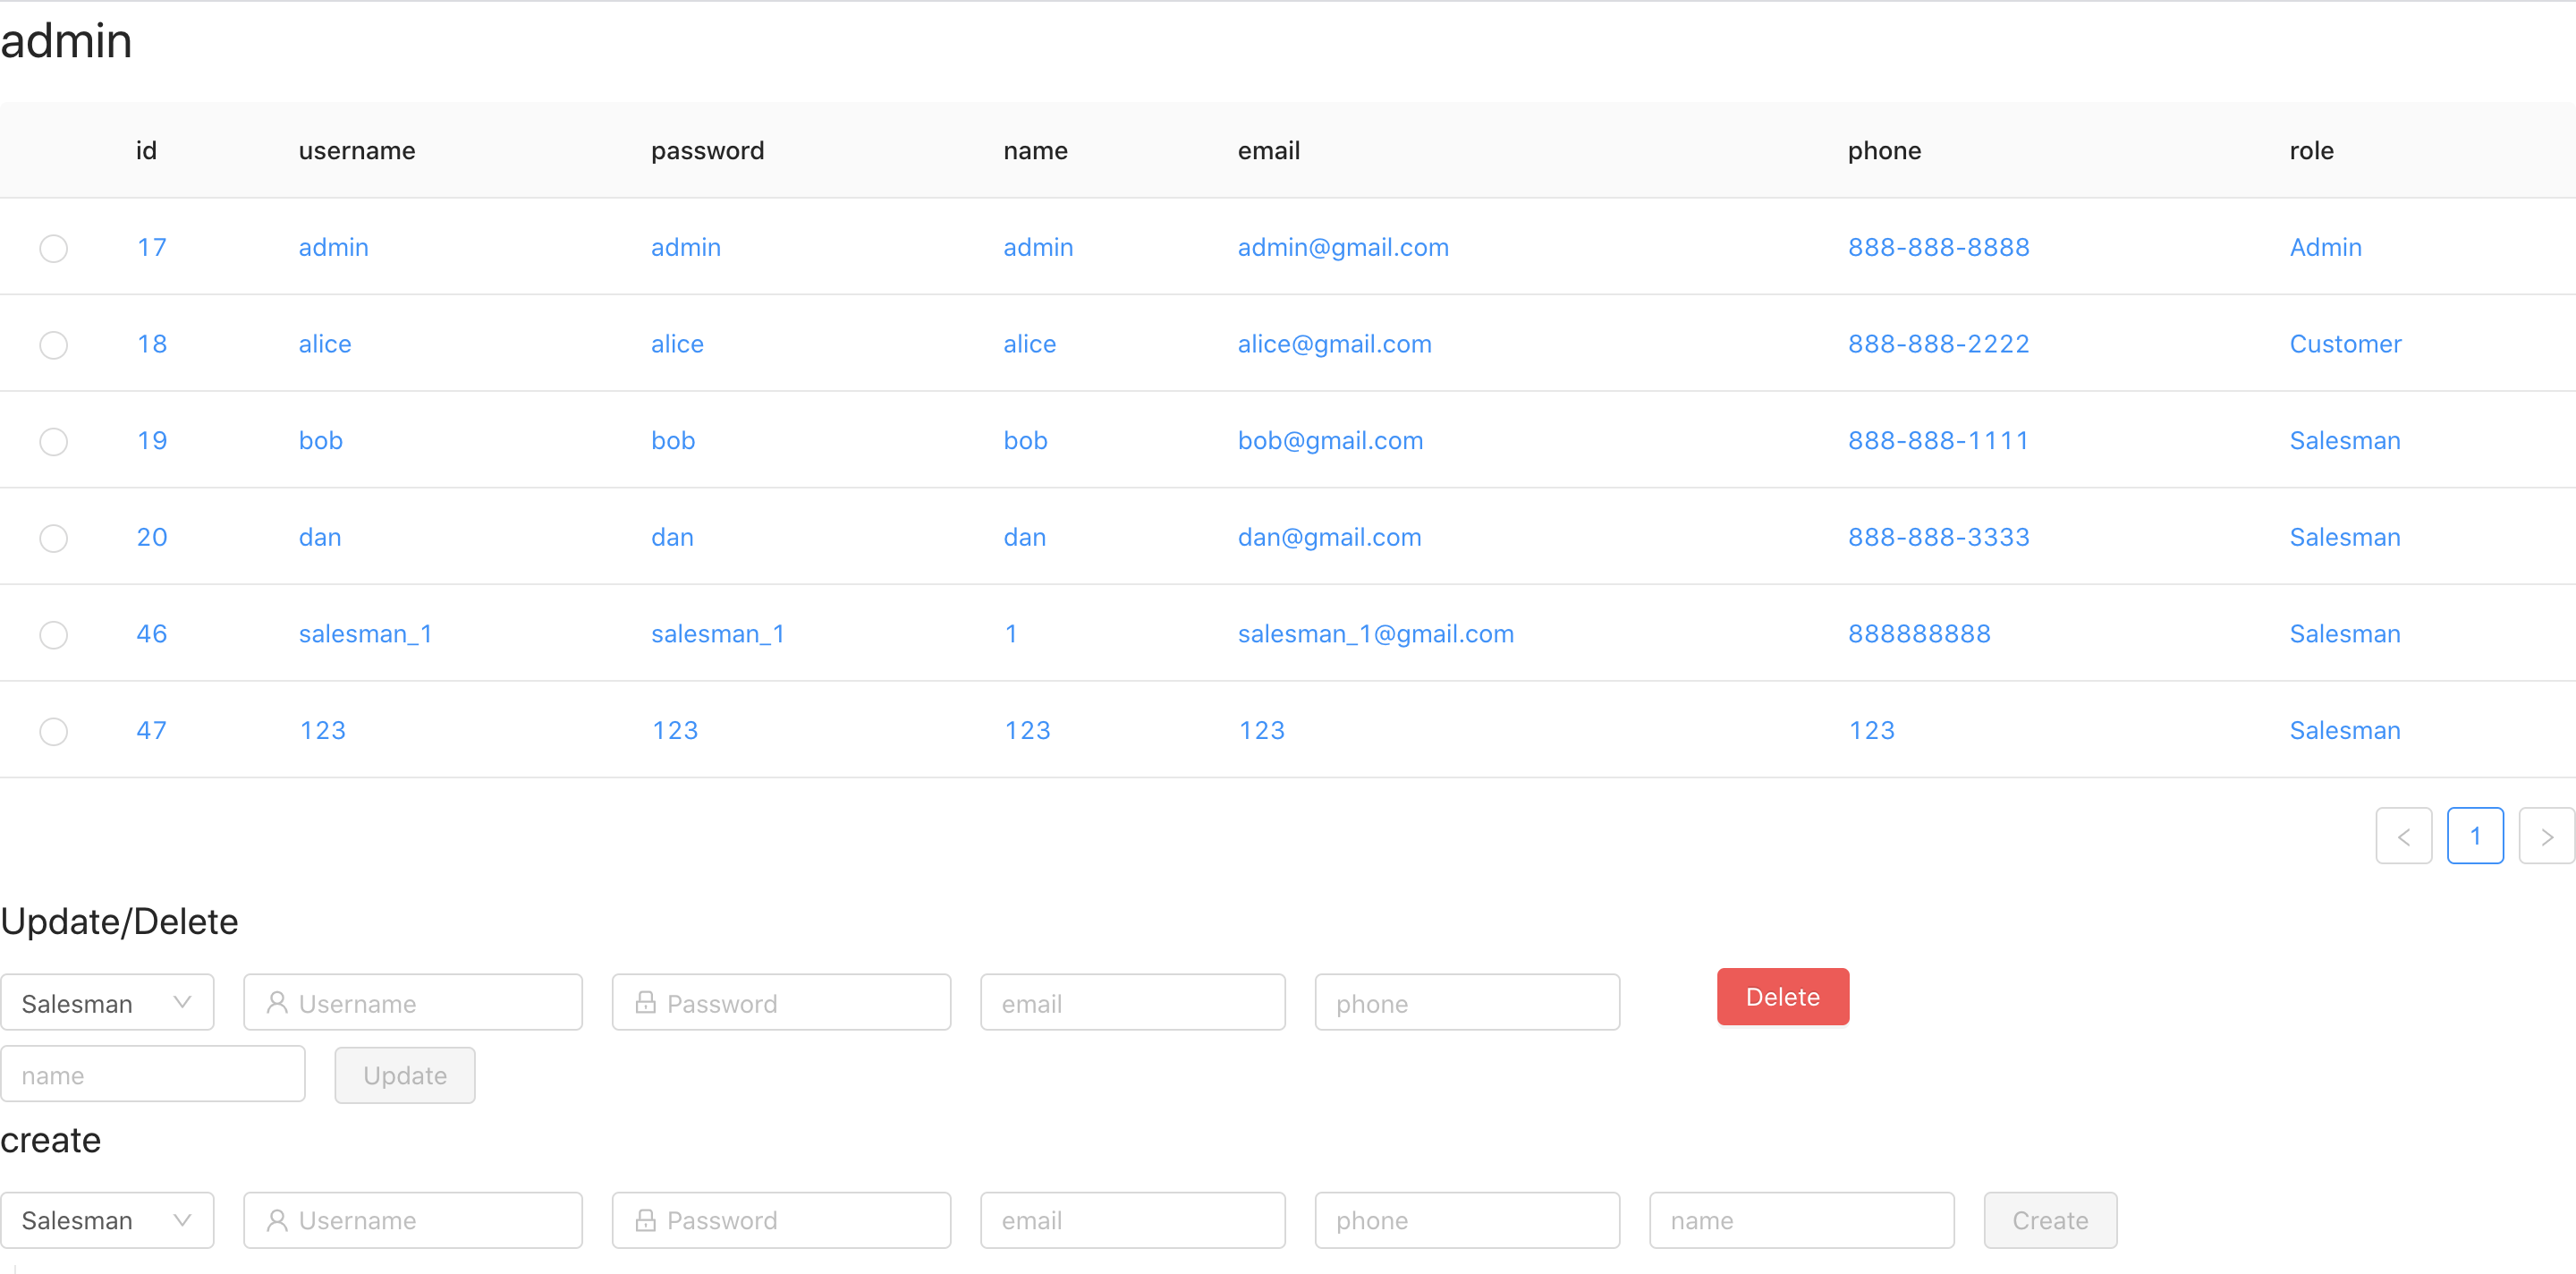 admin
id username password name email phone role
17 admin admin admin admin@gmail.com 888-888-8888 Admin
18 alice alice alice alice@gmail.com 888-888-2222 Customer
19 bob bob bob bob@gmail.com 888-888-1111 Salesman
20 dan dan dan dan@gmail.com 888-888-3333 Salesman
46 salesman_1 salesman_1 1 salesman_1@gmail.com 888888888 Salesman
47 123 123 123 123 123 Salesman
< 1 >
Update/Delete
Salesman Username Password email phone Delete
name Update
create
Salesman Username Password email phone name Create